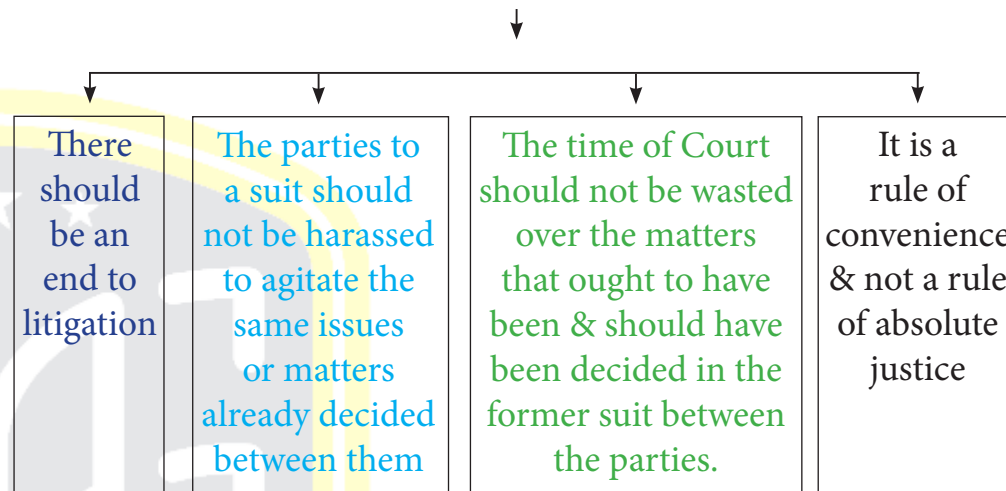 There
should
be an
end to
litigation
The parties to
a suit should
not be harassed
to agitate the
same issues
or matters
already decided
between them
The time of Court
should not be wasted
over the matters
that ought to have
been & should have
been decided in the
former suit between
the parties.
It is a
rule of
convenience
& not a rule
of absolute
justice